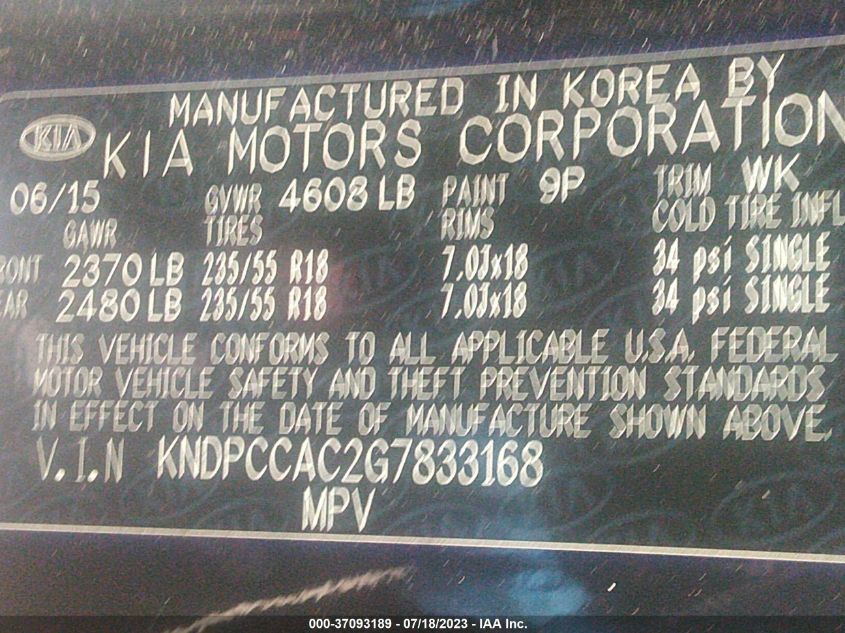 MANUFACTURED IN KOREA BY
KIA
KIA MOTORS CORPORATION
06/15 GVWR 4608 LB PAINT 9P TRIM WK
GAWR TIRES RIMS COLD TIRE INFL
RONT 2370 LB 235/55 R18 7.0Jx18 34 psi SINGLE
EAR 2480 LB 235/55 R18 7.0Jx18 34 psi SINGLE
THIS VEHICLE CONFORMS TO ALL APPLICABLE U.S.A. FEDERAL
MOTOR VEHICLE SAFETY AND THEFT PREVENTION STANDARDS
IN EFFECT ON THE DATE OF MANUFACTURE SHOWN ABOVE.
V.I.N KNDPCCAC2G7833168
MPV
000-37093189 - 07/18/2023 - IAA Inc.